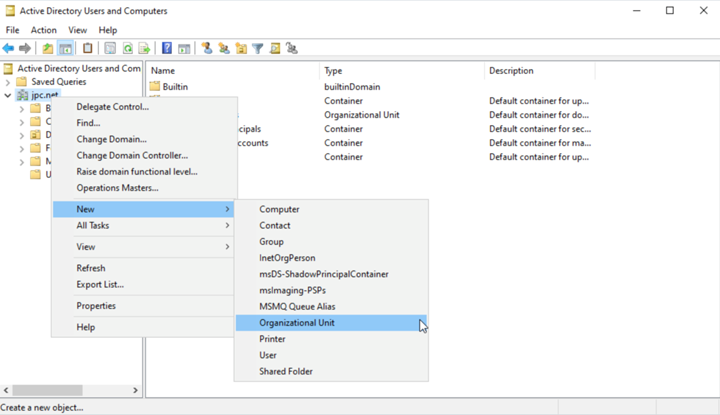 Active Directory Users and Computers
File Action View Help
Active Directory Users and Com
Saved Queries
jpc.net
B
C
D
F
M
U
Name Type Description
Builtin builtinDomain
Container Default container for up...
s Organizational Unit Default container for do...
cipals Container Default container for sec...
ccounts Container Default container for ma...
Container Default container for up...
Delegate Control...
Find...
Change Domain...
Change Domain Controller...
Raise domain functional level...
Operations Masters...
New
All Tasks
View
Refresh
Export List...
Properties
Help
Computer
Contact
Group
InetOrgPerson
msDS-ShadowPrincipalContainer
msImaging-PSPs
MSMQ Queue Alias
Organizational Unit
Printer
User
Shared Folder
Create a new object...